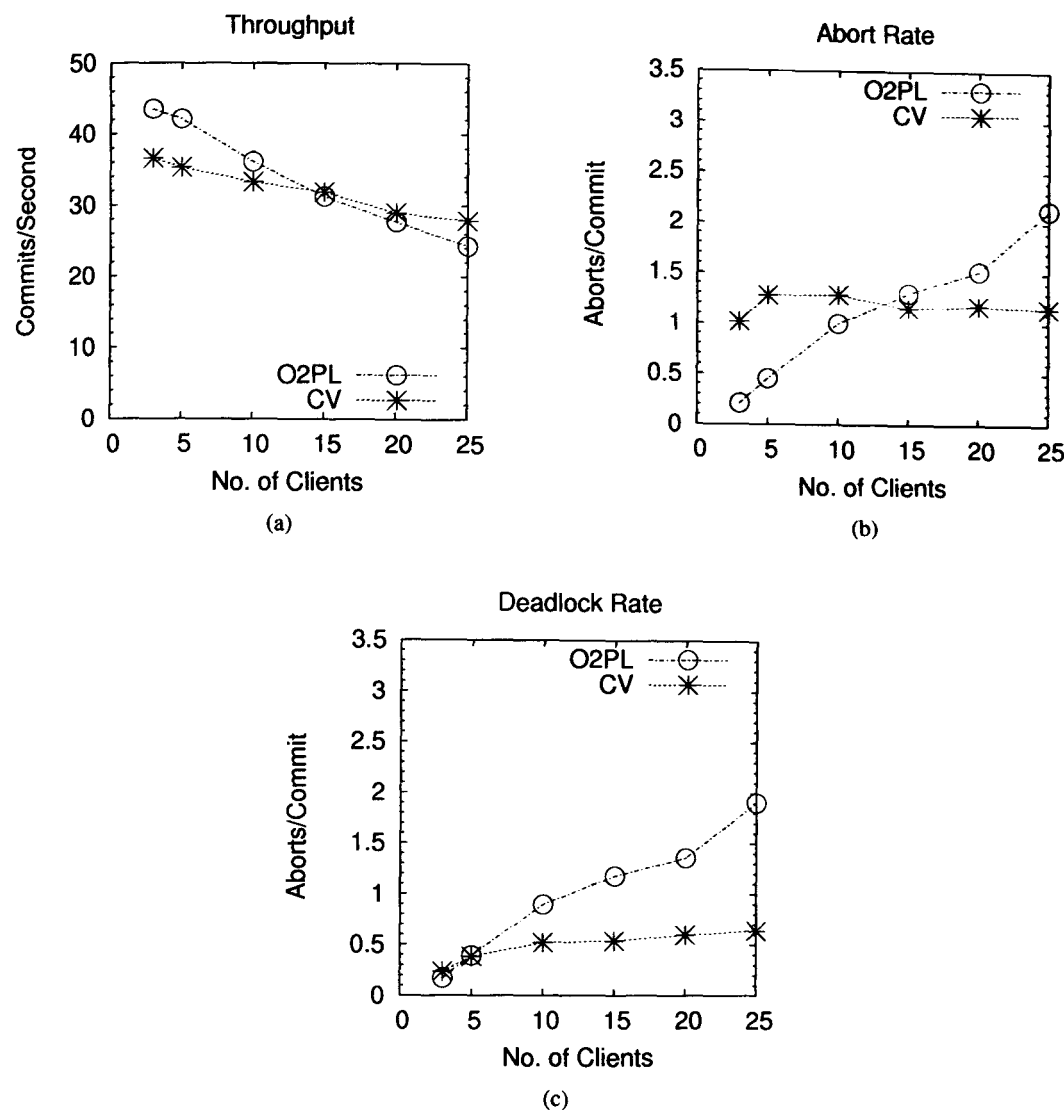 Throughput
50
40
30
20
10
0
Commits/Second
O2PL
CV
0 5 10 15 20 25
No. of Clients
(a)
Abort Rate
3.5
3
2.5
2
1.5
1
0.5
0
Aborts/Commit
O2PL
CV
0 5 10 15 20 25
No. of Clients
(b)
Deadlock Rate
3.5
3
2.5
2
1.5
1
0.5
0
Aborts/Commit
O2PL
CV
0 5 10 15 20 25
No. of Clients
(c)